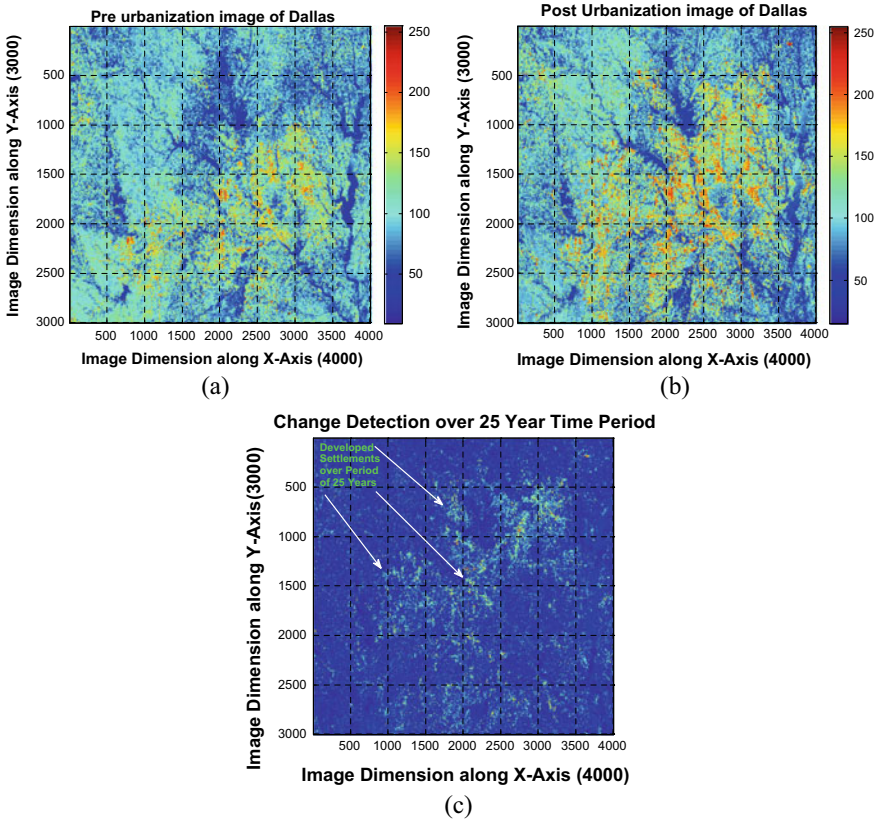 Pre urbanization image of Dallas
Image Dimension along Y-Axis (3000)
500
1000
1500
2000
2500
3000
500 1000 1500 2000 2500 3000 3500 4000
Image Dimension along X-Axis (4000)
250
200
150
100
50
(a)
Post Urbanization image of Dallas
Image Dimension along Y-Axis (3000)
500
1000
1500
2000
2500
3000
500 1000 1500 2000 2500 3000 3500 4000
Image Dimension along X-Axis (4000)
250
200
150
100
50
(b)
Change Detection over 25 Year Time Period
Developed
Settlements
over Period
of 25 Years
Image Dimension along Y-Axis(3000)
500
1000
1500
2000
2500
3000
500 1000 1500 2000 2500 3000 3500 4000
Image Dimension along X-Axis (4000)
(c)